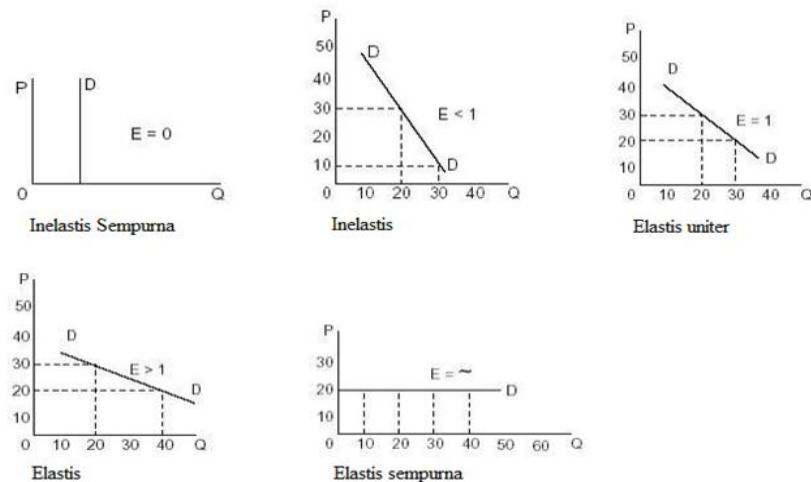 P
D
E = 0
O
Q
Inelastis Sempurna
P
50
D
40
30
E < 1
20
10
D
0 10 20 30 40 Q
Inelastis
P
50
D
40
30
E = 1
20
D
10
0 10 20 30 40 Q
Elastis uniter
P
50
40
D
30
E > 1
20
D
10
0 10 20 30 40 50 Q
Elastis
P
30
E = ~
20
D
10
0 10 20 30 40 50 60 Q
Elastis sempurna